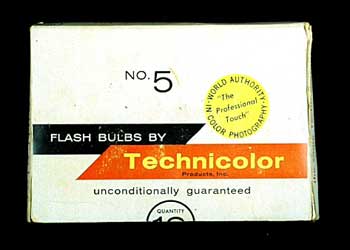 NO. 5
WORLD AUTHORITY IN COLOR PHOTOGRAPHY
"The
Professional
Touch"
FLASH BULBS BY
Technicolor
Products, Inc.
unconditionally guaranteed
QUANTITY